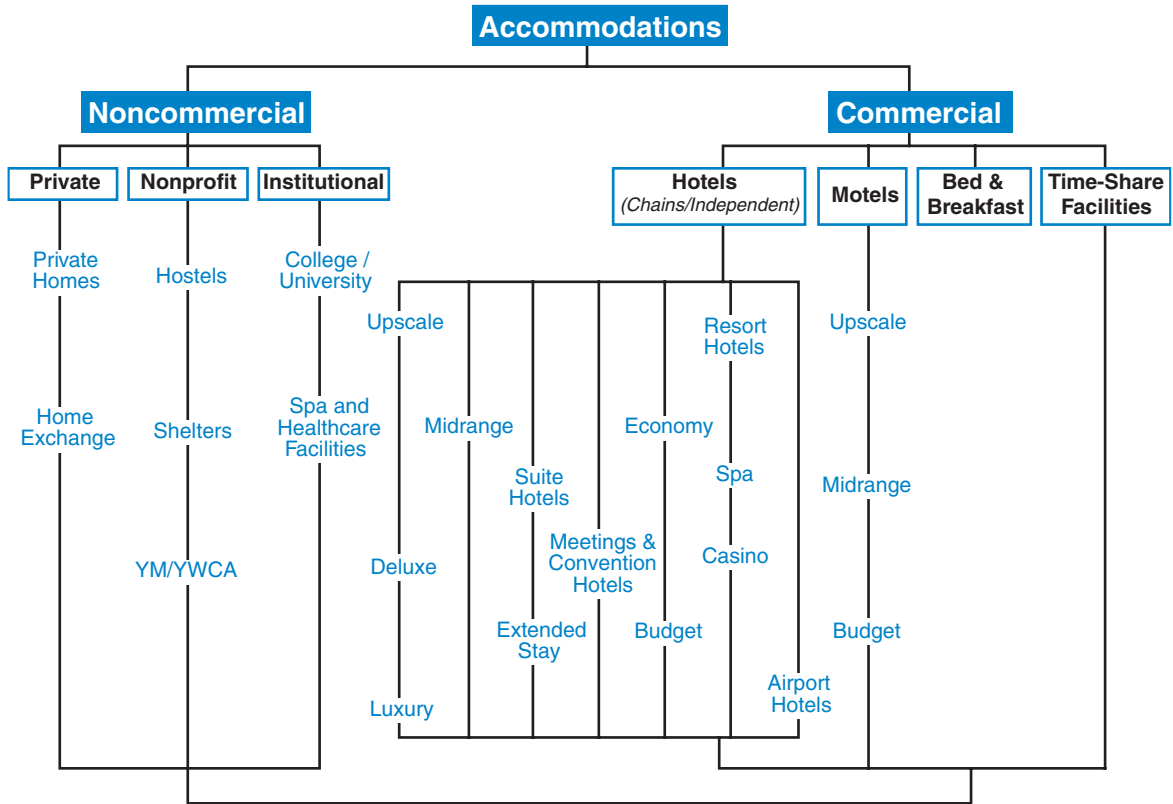 Accommodations
Noncommercial
Commercial
Private
Nonprofit
Institutional
Hotels
(Chains/Independent)
Motels
Bed &
Breakfast
Time-Share
Facilities
Private
Homes
Home
Exchange
Hostels
Shelters
YM/YWCA
College /
University
Spa and
Healthcare
Facilities
Upscale
Deluxe
Luxury
Midrange
Suite
Hotels
Extended
Stay
Meetings &
Convention
Hotels
Economy
Budget
Resort
Hotels
Spa
Casino
Airport
Hotels
Upscale
Midrange
Budget